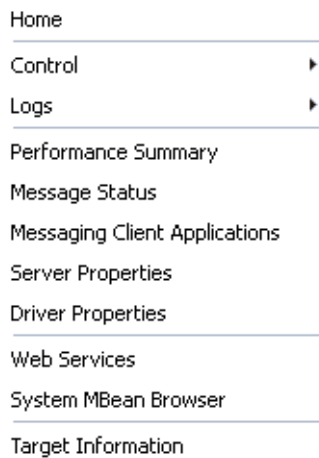 Home
Control
Logs
Performance Summary
Message Status
Messaging Client Applications
Server Properties
Driver Properties
Web Services
System MBean Browser
Target Information